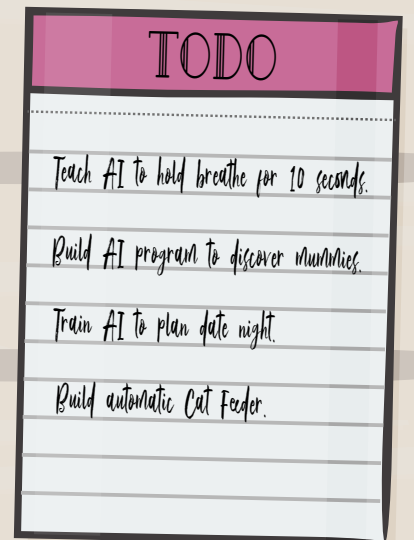 TODO
Teach AI to hold breathe for 10 seconds.
Build AI program to discover mummies.
Train AI to plan date night.
Build automatic Cat Feeder.